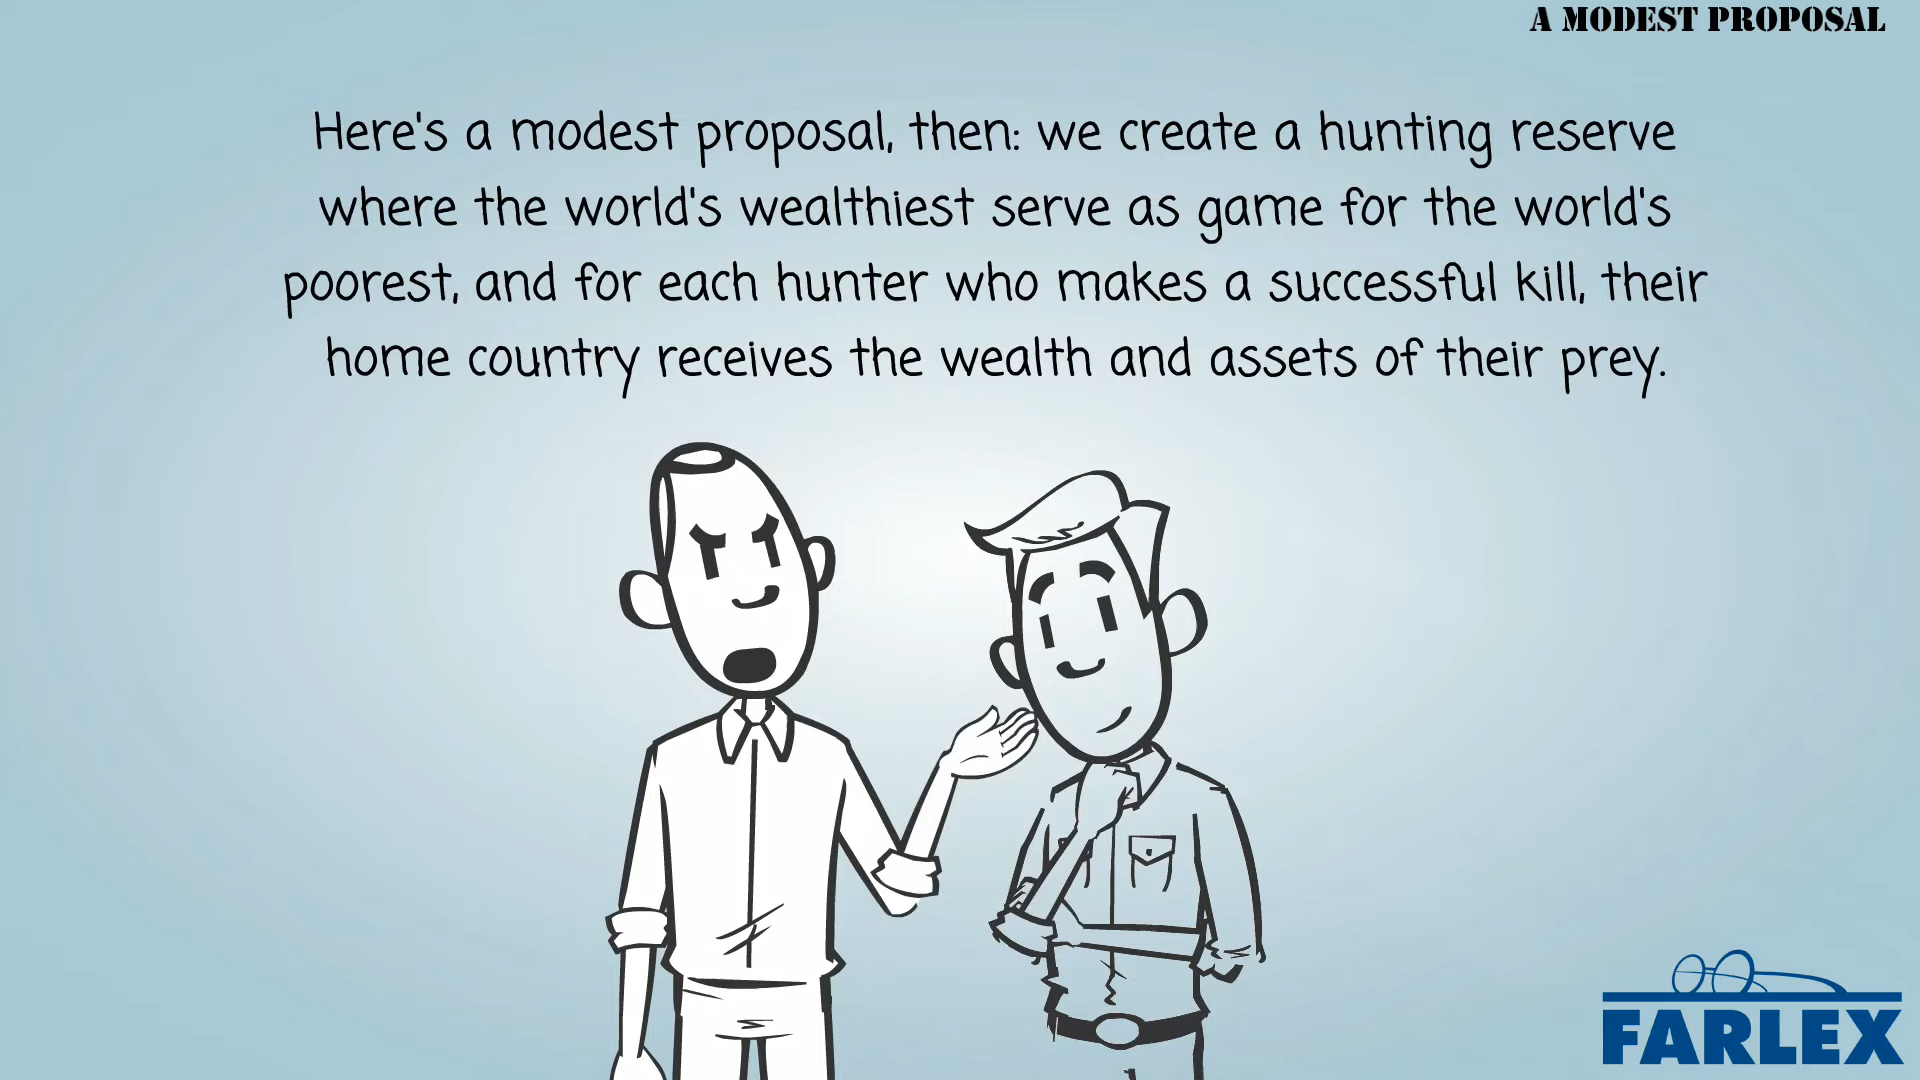 A MODEST PROPOSAL
Here's a modest proposal, then: we create a hunting reserve
where the world's wealthiest serve as game for the world's
poorest, and for each hunter who makes a successful kill, their
home country receives the wealth and assets of their prey.
FARLEX